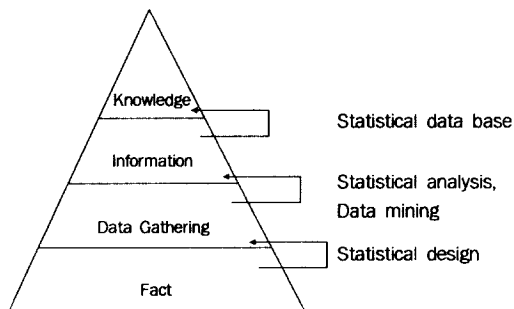 Knowledge
Statistical data base
Information
Statistical analysis,
Data mining
Data Gathering
Statistical design
Fact